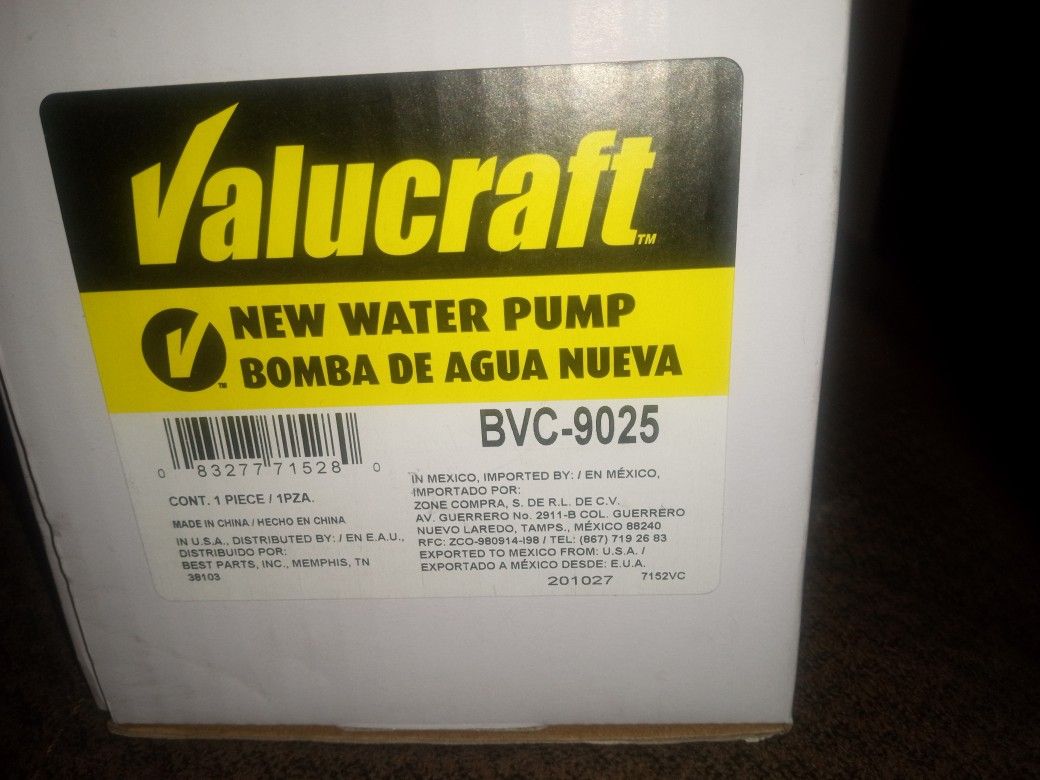 Valucraft™
NEW WATER PUMP
BOMBA DE AGUA NUEVA
BVC-9025
0 83277 71528 0
CONT. 1 PIECE / 1PZA.
MADE IN CHINA / HECHO EN CHINA
IN U.S.A., DISTRIBUTED BY: / EN E.A.U.,
DISTRIBUIDO POR:
BEST PARTS, INC., MEMPHIS, TN
38103
IN MEXICO, IMPORTED BY: / EN MÉXICO,
IMPORTADO POR:
ZONE COMPRA, S. DE R.L. DE C.V.
AV. GUERRERO No. 2911-B COL. GUERRERO
NUEVO LAREDO, TAMPS., MÉXICO 88240
RFC: ZCO-980914-I98 / TEL: (867) 719 26 83
EXPORTED TO MEXICO FROM: U.S.A. /
EXPORTADO A MÉXICO DESDE: E.U.A.
201027 7152VC